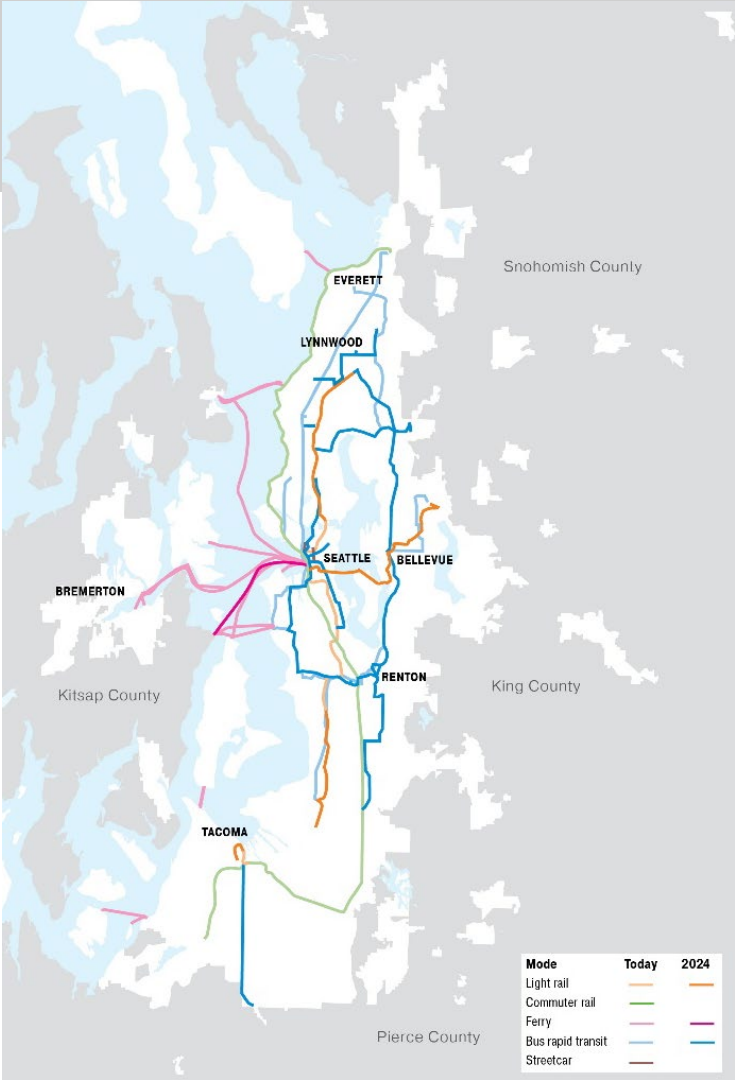 Snohomish County
EVERETT
LYNNWOOD
SEATTLE
BELLEVUE
BREMERTON
RENTON
Kitsap County
King County
TACOMA
Mode Today 2024
Light rail
Commuter rail
Ferry
Bus rapid transit
Streetcar
Pierce County